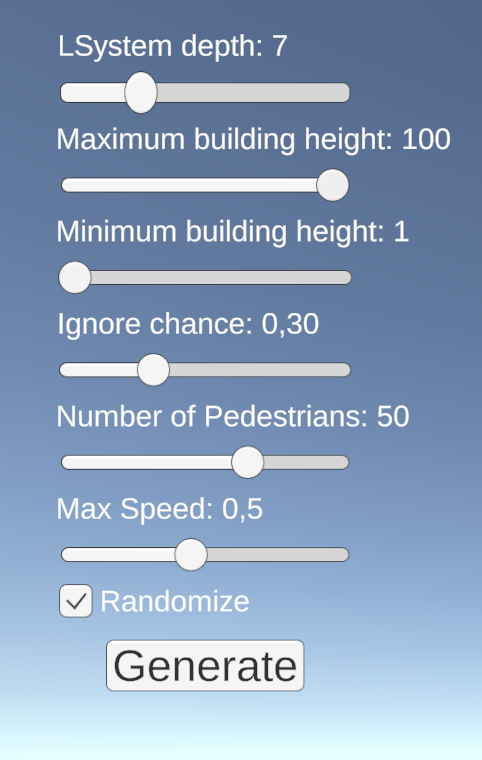 LSystem depth: 7
Maximum building height: 100
Minimum building height: 1
Ignore chance: 0,30
Number of Pedestrians: 50
Max Speed: 0,5
Randomize
Generate